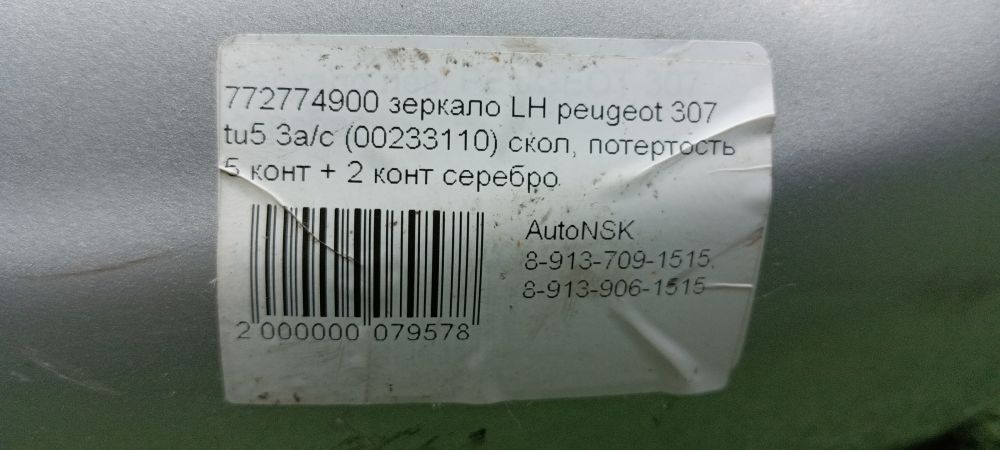 772774900 зеркало LH peugeot 307
tu5 3a/c (00233110) скол, потертость
5 конт + 2 конт серебро
AutoNSK
8-913-709-1515,
8-913-906-1515
2 000000 079578